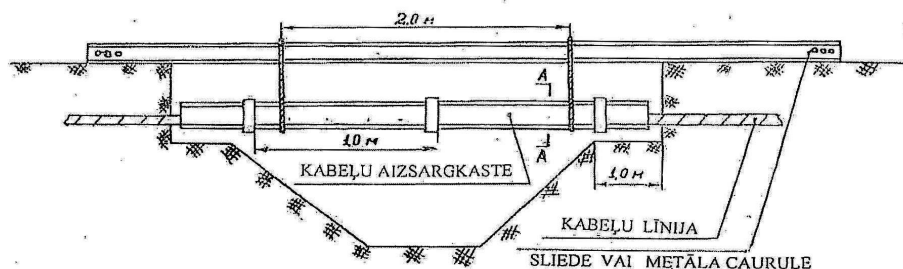 2,0 м
А
1,0 м
А
KABEĻU AIZSARGKASTE
1,0 м
KABEĻU LĪNIJA
SLIEDE VAI METĀLA CAURULE